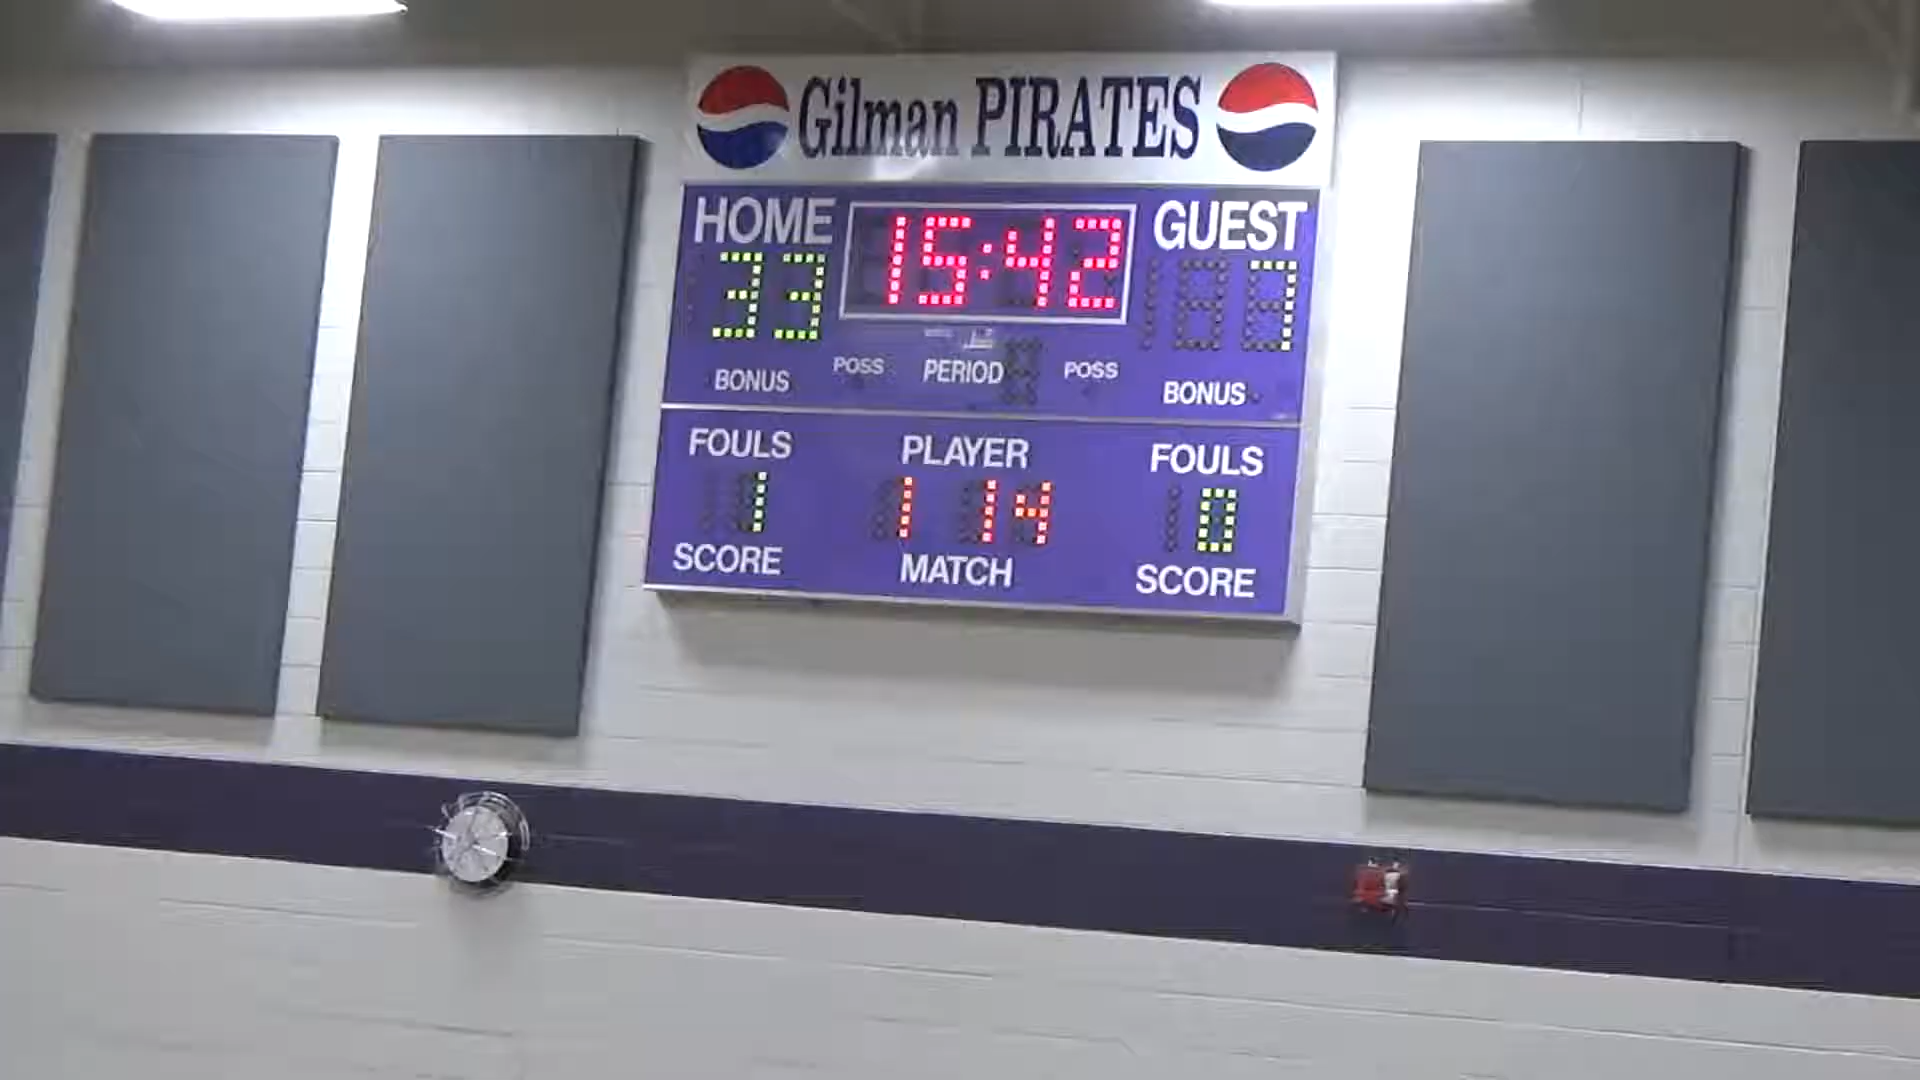 Gilman PIRATES
HOME 15:42 GUEST
33 7
POSS PERIOD POSS
BONUS BONUS
FOULS PLAYER FOULS
1 1 14 0
SCORE MATCH SCORE